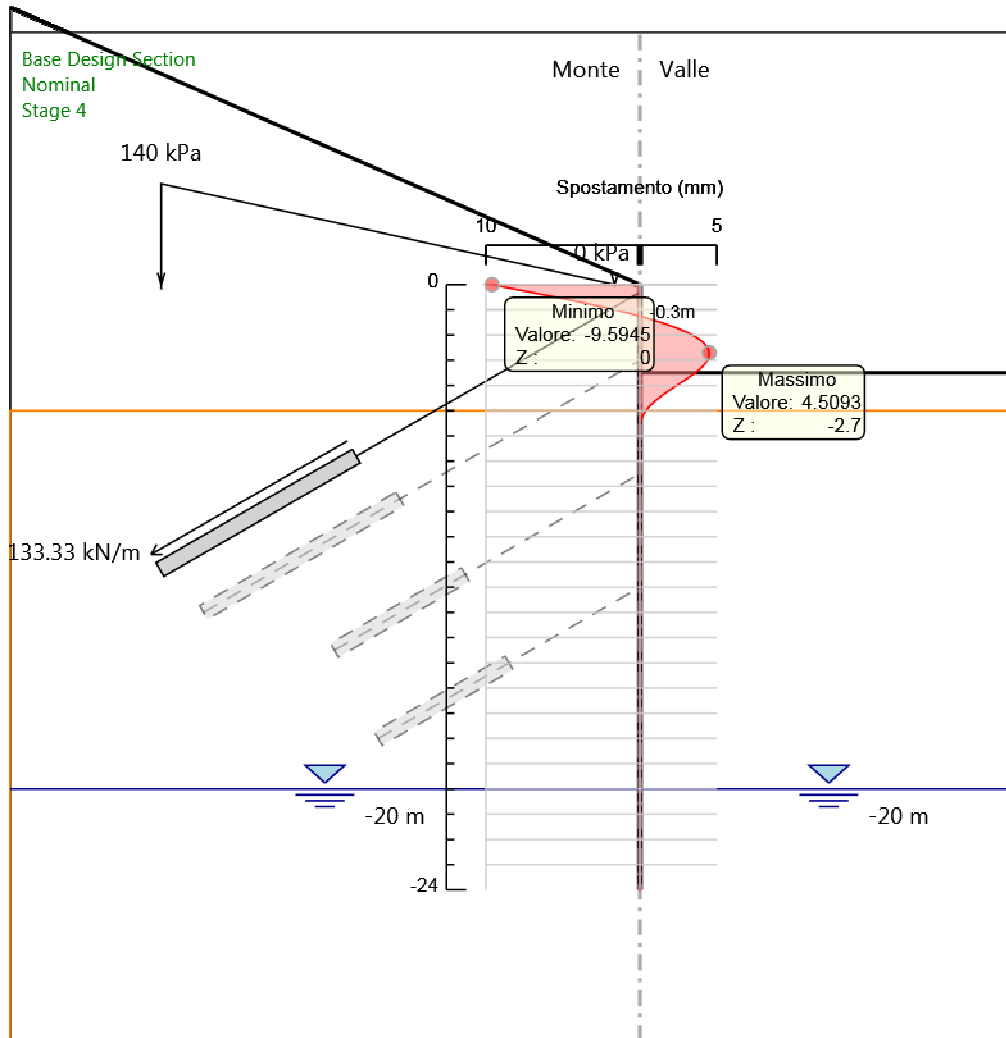 Base Design Section
Nominal
Stage 4
Monte
Valle
140 kPa
Spostamento (mm)
10
5
0 kPa
0
Minimo
Valore: -9.5945
Z : 0
-0.3m
Massimo
Valore: 4.5093
Z : -2.7
133.33 kN/m
-20 m
-20 m
-24